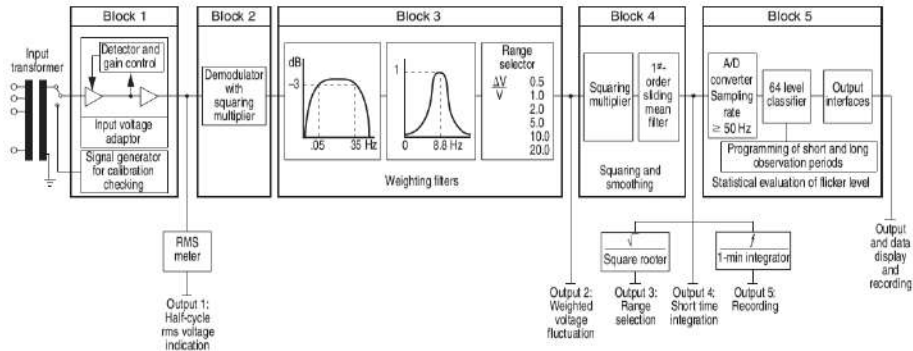 Block 1
Block 2
Block 3
Block 4
Block 5
Input
transformer
Detector and
gain control
Input voltage
adaptor
Signal generator
for calibration
checking
Demodulator
with
squaring
multiplier
dB
–3
.05
35 Hz
1
0
8.8 Hz
Range
selector
ΔV
V
0.5
1.0
2.0
5.0
10.0
20.0
Weighting filters
Squaring
multiplier
order
sliding
mean
filter
Squaring and
smoothing
A/D
converter
Sampling
rate
≥ 50 Hz
64 level
classifier
Output
interfaces
Programming of short and long
observation periods
Statistical evaluation of flicker level
RMS
meter
Output 1:
Half-cycle
rms voltage
indication
√
Square rooter
∫
1-min integrator
Output 2:
Weighted
voltage
fluctuation
Output 3:
Range
selection
Output 4:
Short time
integration
Output 5:
Recording
Output
and data
display
and
recording